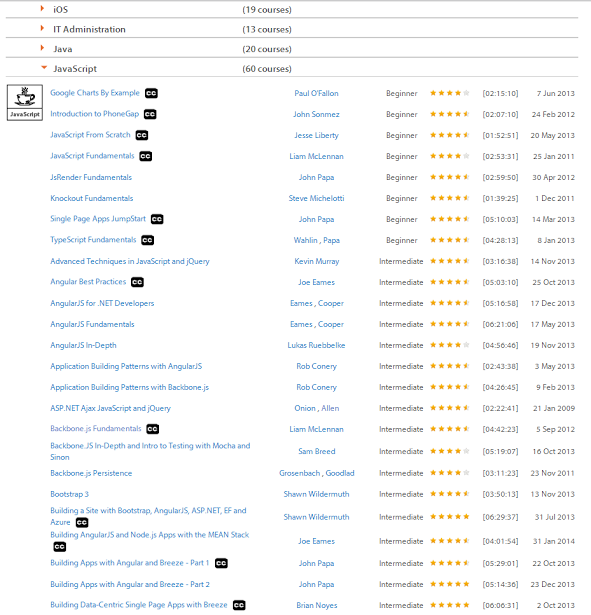 iOS (19 courses)
IT Administration (13 courses)
Java (20 courses)
JavaScript (60 courses)
JavaScript
Google Charts By Example CC Paul O'Fallon Beginner [02:15:10] 7 Jun 2013
Introduction to PhoneGap CC John Sonmez Beginner [02:07:10] 24 Feb 2012
JavaScript From Scratch CC Jesse Liberty Beginner [01:52:51] 20 May 2013
JavaScript Fundamentals CC Liam McLennan Beginner [02:53:31] 25 Jan 2011
JsRender Fundamentals John Papa Beginner [02:59:50] 30 Apr 2012
Knockout Fundamentals Steve Michelotti Beginner [01:39:25] 1 Dec 2011
Single Page Apps JumpStart CC John Papa Beginner [05:10:03] 14 Mar 2013
TypeScript Fundamentals CC Wahlin , Papa Beginner [04:28:13] 8 Jan 2013
Advanced Techniques in JavaScript and jQuery Kevin Murray Intermediate [03:16:38] 14 Nov 2013
Angular Best Practices CC Joe Eames Intermediate [05:03:10] 25 Oct 2013
AngularJS for .NET Developers Eames , Cooper Intermediate [05:16:58] 17 Dec 2013
AngularJS Fundamentals Eames , Cooper Intermediate [06:21:06] 17 May 2013
AngularJS In-Depth Lukas Ruebbelke Intermediate [04:56:46] 19 Nov 2013
Application Building Patterns with AngularJS Rob Conery Intermediate [02:43:38] 3 May 2013
Application Building Patterns with Backbone.js Rob Conery Intermediate [04:26:45] 9 Feb 2013
ASP.NET Ajax JavaScript and jQuery Onion , Allen Intermediate [02:22:41] 21 Jan 2009
Backbone.js Fundamentals CC Liam McLennan Intermediate [04:42:23] 5 Sep 2012
Backbone.JS In-Depth and Intro to Testing with Mocha and
Sinon Sam Breed Intermediate [05:19:07] 16 Oct 2013
Backbone.js Persistence Grosenbach , Goodlad Intermediate [03:11:23] 23 Nov 2011
Bootstrap 3 Shawn Wildermuth Intermediate [03:50:13] 13 Nov 2013
Building a Site with Bootstrap, AngularJS, ASP.NET, EF and
Azure CC Shawn Wildermuth Intermediate [06:29:37] 31 Jul 2013
Building AngularJS and Node.js Apps with the MEAN Stack
CC Joe Eames Intermediate [04:01:54] 31 Jan 2014
Building Apps with Angular and Breeze - Part 1 CC John Papa Intermediate [05:29:01] 22 Oct 2013
Building Apps with Angular and Breeze - Part 2 John Papa Intermediate [05:14:36] 23 Dec 2013
Building Data-Centric Single Page Apps with Breeze CC Brian Noyes Intermediate [06:06:31] 2 Oct 2013